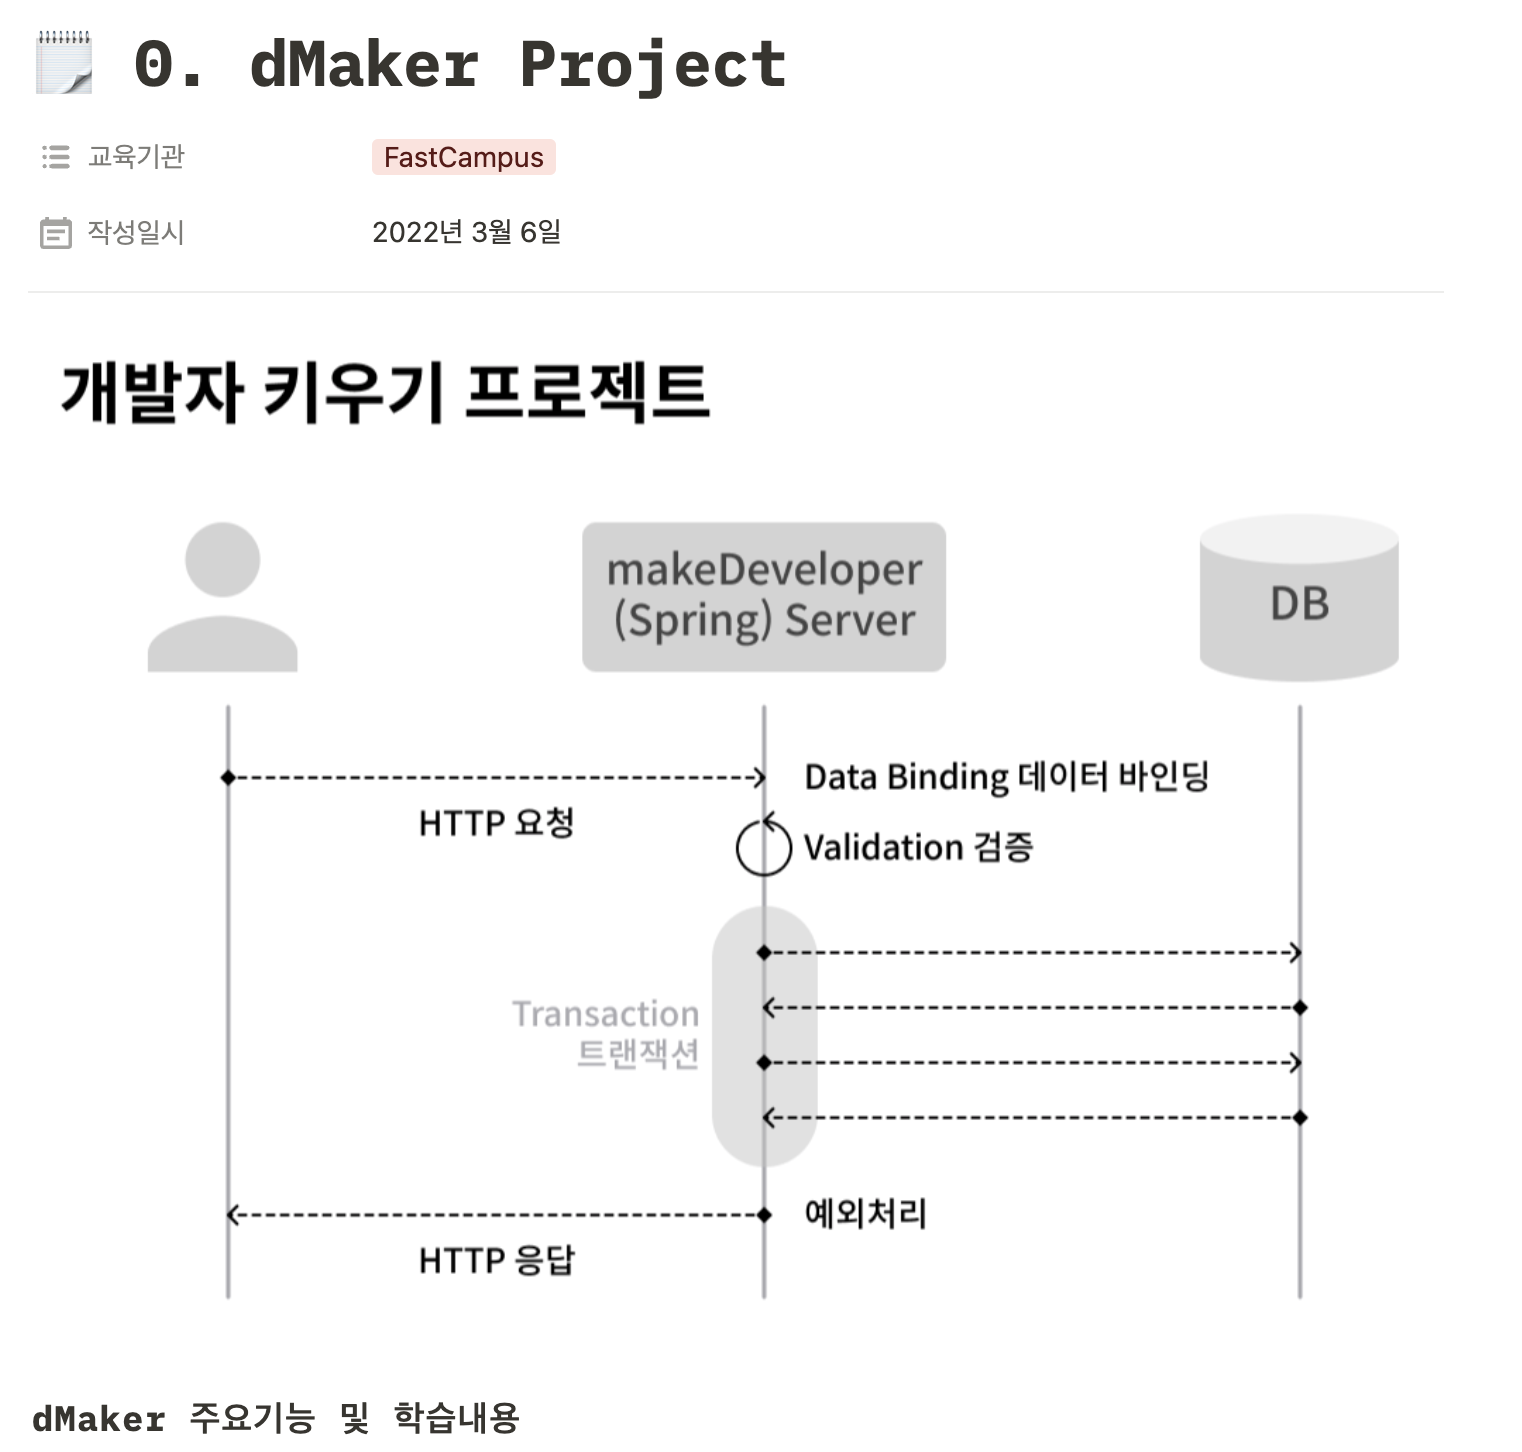 0. dMaker Project
교육기관 FastCampus
작성일시 2022년 3월 6일
개발자 키우기 프로젝트
makeDeveloper
(Spring) Server
DB
Data Binding 데이터 바인딩
HTTP 요청
Validation 검증
Transaction
트랜잭션
예외처리
HTTP 응답
dMaker 주요기능 및 학습내용